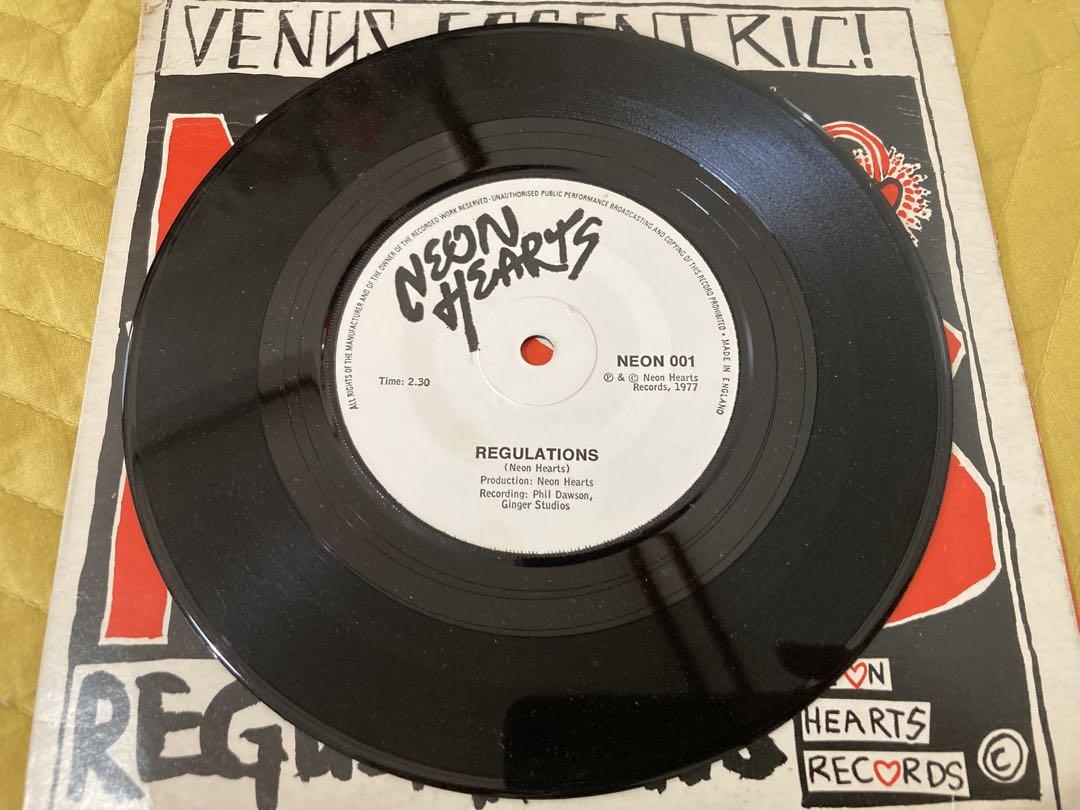 VENUS ECCENTRIC!
ALL RIGHTS OF THE MANUFACTURER AND OF THE OWNER OF THE RECORDED WORK RESERVED · UNAUTHORISED PUBLIC PERFORMANCE BROADCASTING AND COPYING OF THIS RECORD PROHIBITED • MADE IN ENGLAND
NEON
HEARTS
NEON 001
Time: 2.30
℗ & © Neon Hearts
Records, 1977
REGULATIONS
(Neon Hearts)
Production: Neon Hearts
Recording: Phil Dawson,
Ginger Studios
HEARTS
RECORDS
©